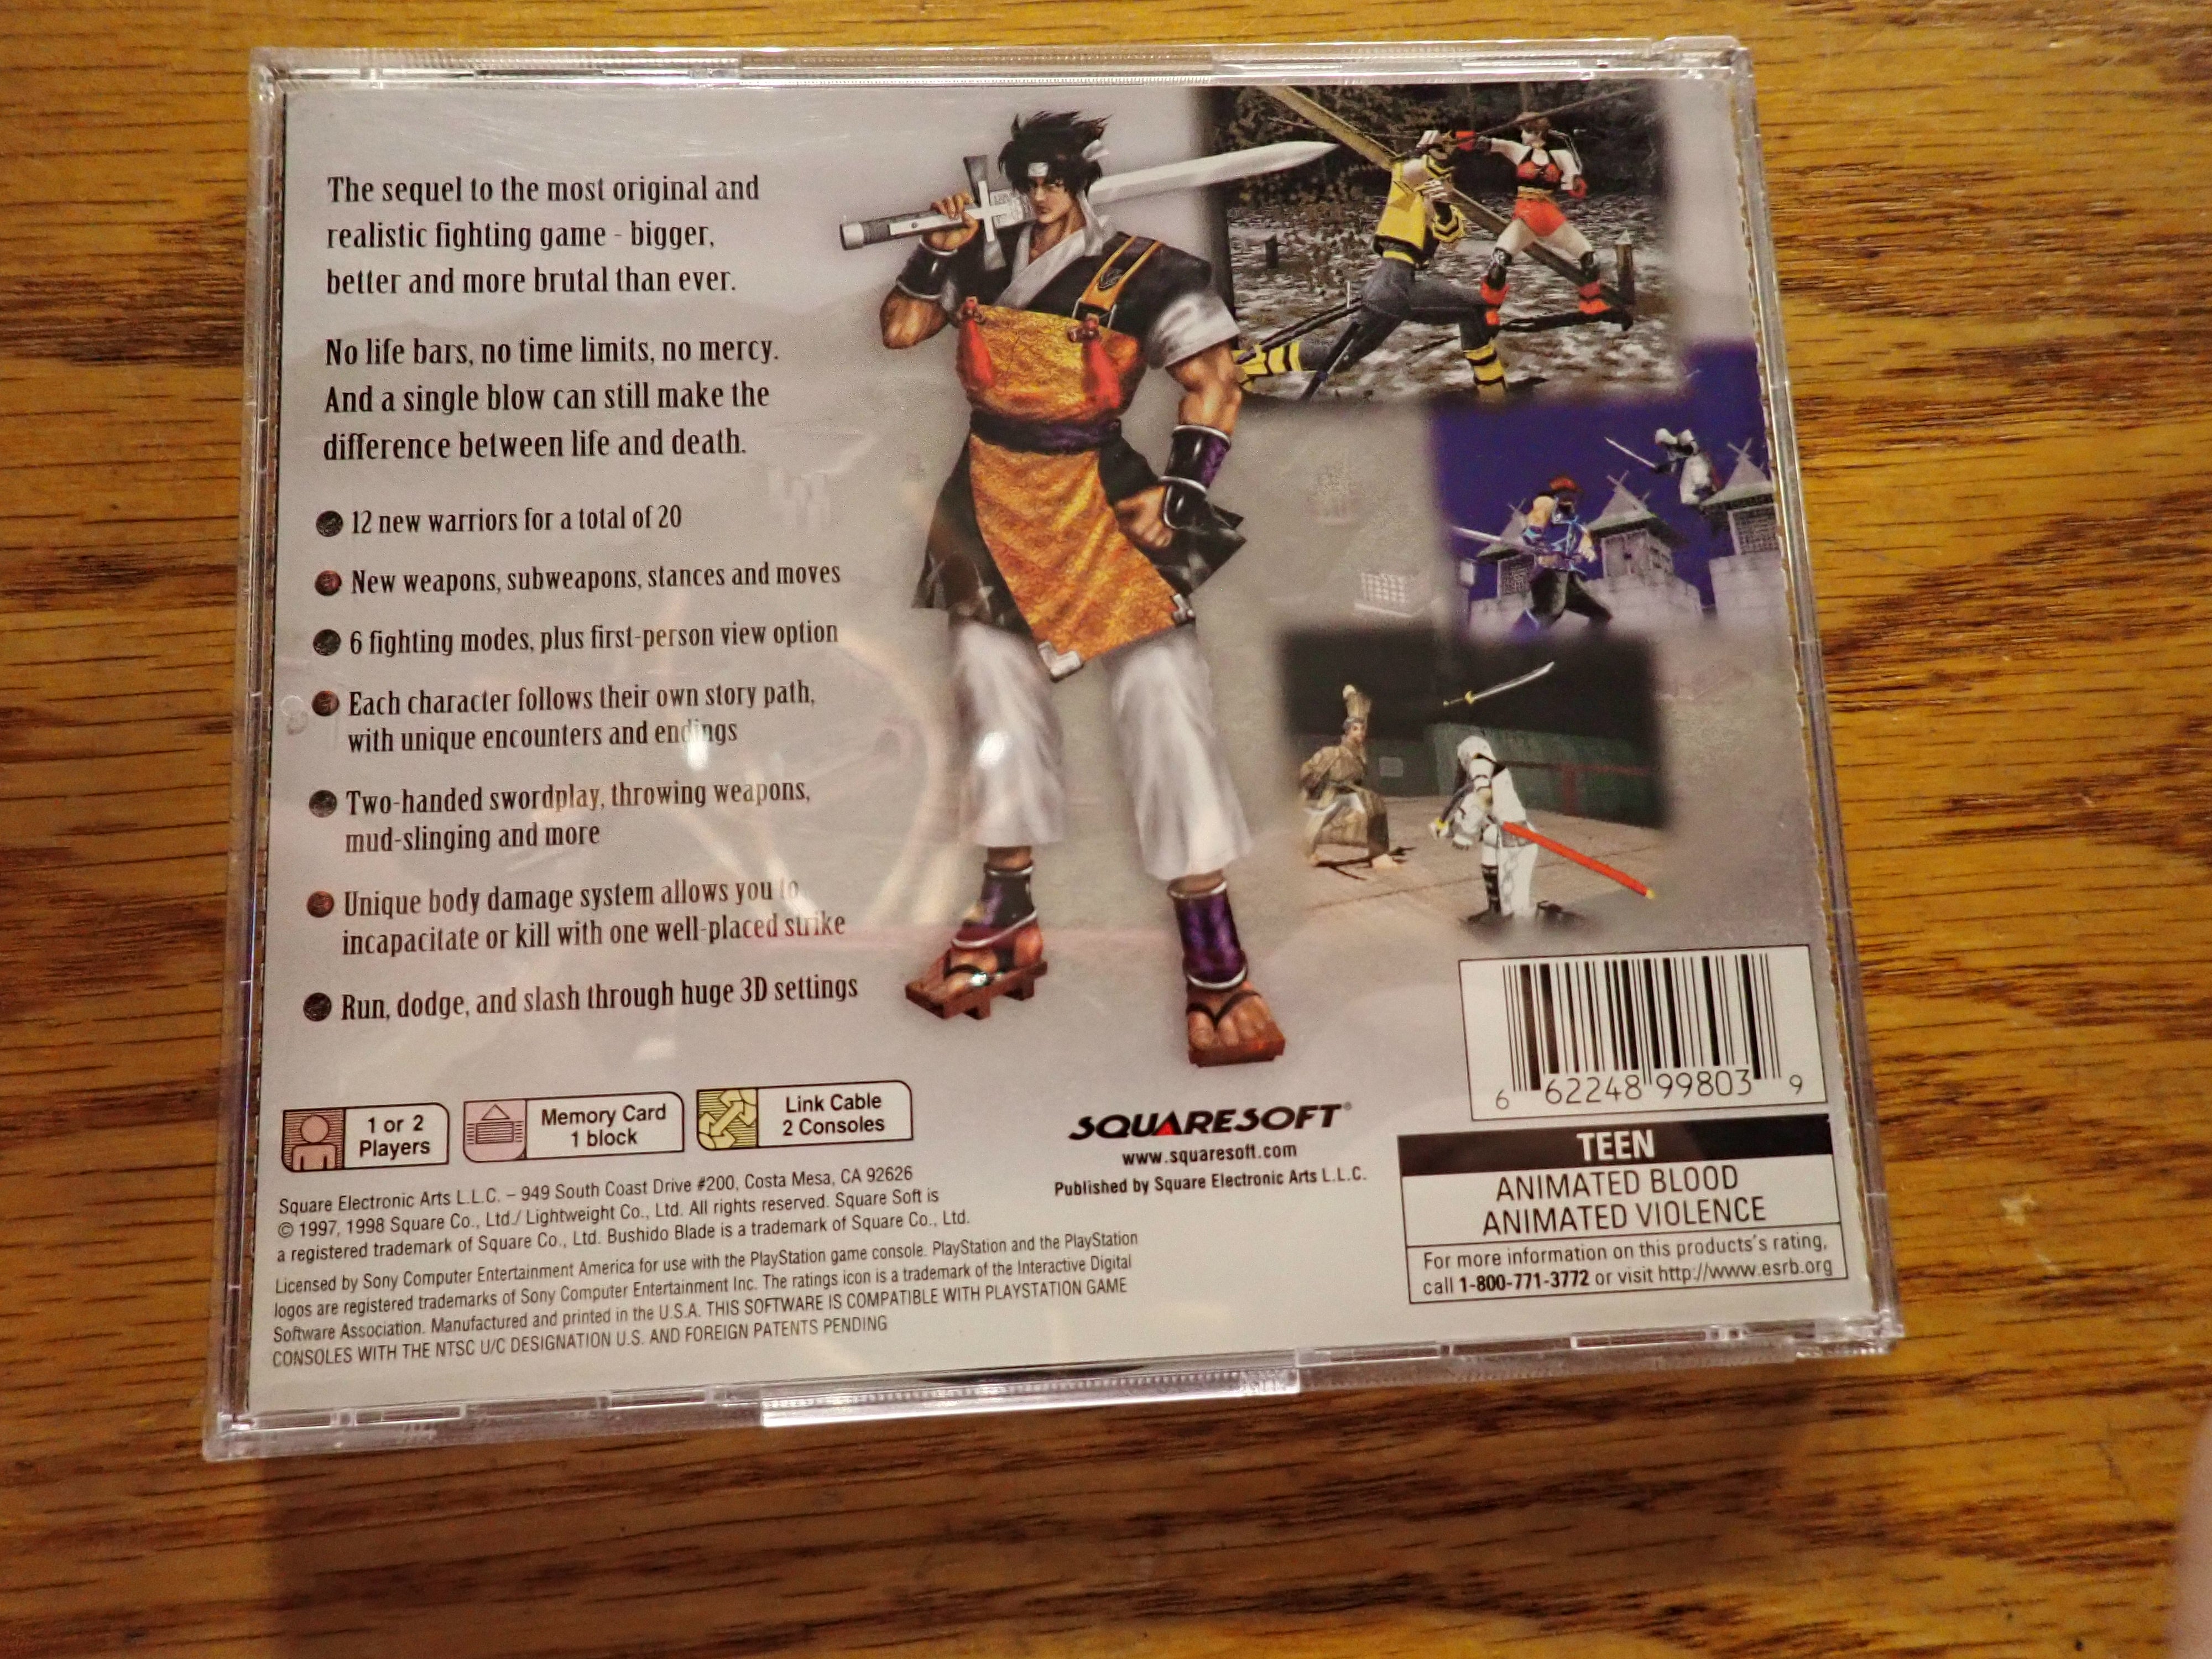 The sequel to the most original and
realistic fighting game - bigger,
better and more brutal than ever.
No life bars, no time limits, no mercy.
And a single blow can still make the
difference between life and death.
12 new warriors for a total of 20
New weapons, subweapons, stances and moves
6 fighting modes, plus first-person view option
Each character follows their own story path,
with unique encounters and endings
Two-handed swordplay, throwing weapons,
mud-slinging and more
Unique body damage system allows you to
incapacitate or kill with one well-placed strike
Run, dodge, and slash through huge 3D settings
1 or 2
Players
Memory Card
1 block
Link Cable
2 Consoles
Square Electronic Arts L.L.C. – 949 South Coast Drive #200, Costa Mesa, CA 92626
© 1997, 1998 Square Co., Ltd./ Lightweight Co., Ltd. All rights reserved. Square Soft is
a registered trademark of Square Co., Ltd. Bushido Blade is a trademark of Square Co., Ltd.
Licensed by Sony Computer Entertainment America for use with the PlayStation game console. PlayStation and the PlayStation
logos are registered trademarks of Sony Computer Entertainment Inc. The ratings icon is a trademark of the Interactive Digital
Software Association. Manufactured and printed in the U.S.A. THIS SOFTWARE IS COMPATIBLE WITH PLAYSTATION GAME
CONSOLES WITH THE NTSC U/C DESIGNATION U.S. AND FOREIGN PATENTS PENDING
SQUARESOFT®
www.squaresoft.com
Published by Square Electronic Arts L.L.C.
6 62248 99803 9
TEEN
ANIMATED BLOOD
ANIMATED VIOLENCE
For more information on this products's rating,
call 1-800-771-3772 or visit http://www.esrb.org